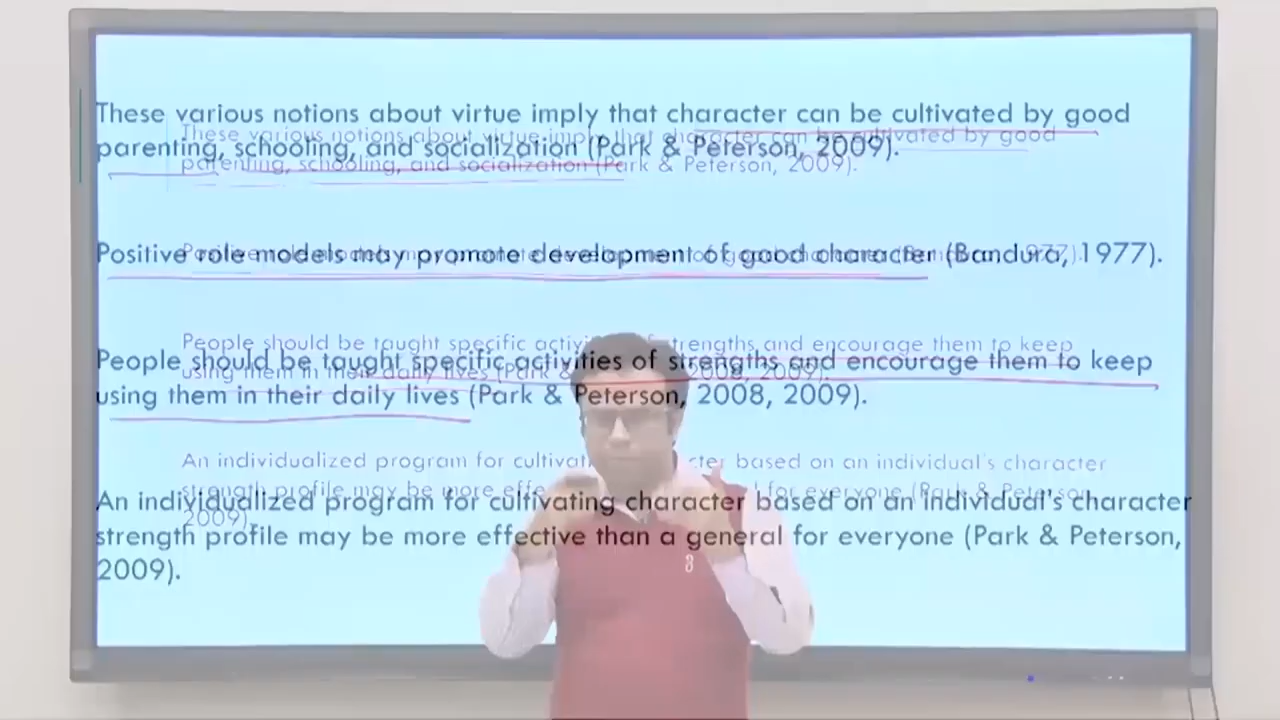 These various notions about virtue imply that character can be cultivated by good
parenting, schooling, and socialization (Park & Peterson, 2009).
Positive role models may promote development of good character (Bandura, 1977).
People should be taught specific activities of strengths and encourage them to keep
using them in their daily lives (Park & Peterson, 2008, 2009).
An individualized program for cultivating character based on an individual's character
strength profile may be more effective than a general for everyone (Park & Peterson,
2009).